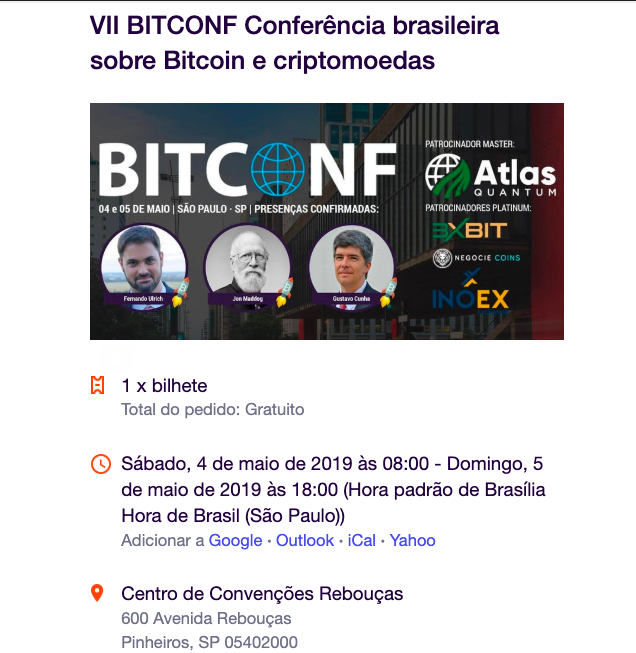 VII BITCONF Conferência brasileira
sobre Bitcoin e criptomoedas
BITCONF
04 e 05 DE MAIO | SÃO PAULO - SP | PRESENÇAS CONFIRMADAS:
Fernando Ulrich
Jon Maddog
Gustavo Cunha
PATROCINADOR MASTER:
Atlas
QUANTUM
PATROCINADORES PLATINUM:
3XBIT
NEGOCIE COINS
INOEX
1 x bilhete
Total do pedido: Gratuito
Sábado, 4 de maio de 2019 às 08:00 - Domingo, 5
de maio de 2019 às 18:00 (Hora padrão de Brasília
Hora de Brasil (São Paulo))
Adicionar a Google · Outlook · iCal · Yahoo
Centro de Convenções Rebouças
600 Avenida Rebouças
Pinheiros, SP 05402000